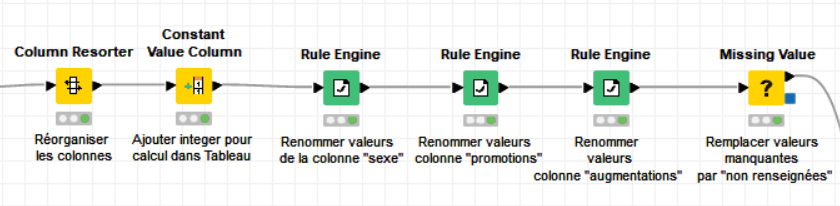 Column Resorter
Réorganiser
les colonnes
Constant
Value Column
Ajouter integer pour
calcul dans Tableau
Rule Engine
Renommer valeurs
de la colonne "sexe"
Rule Engine
Renommer valeurs
colonne "promotions"
Rule Engine
Renommer
valeurs
colonne "augmentations"
Missing Value
?
Remplacer valeurs
manquantes
par "non renseignées"